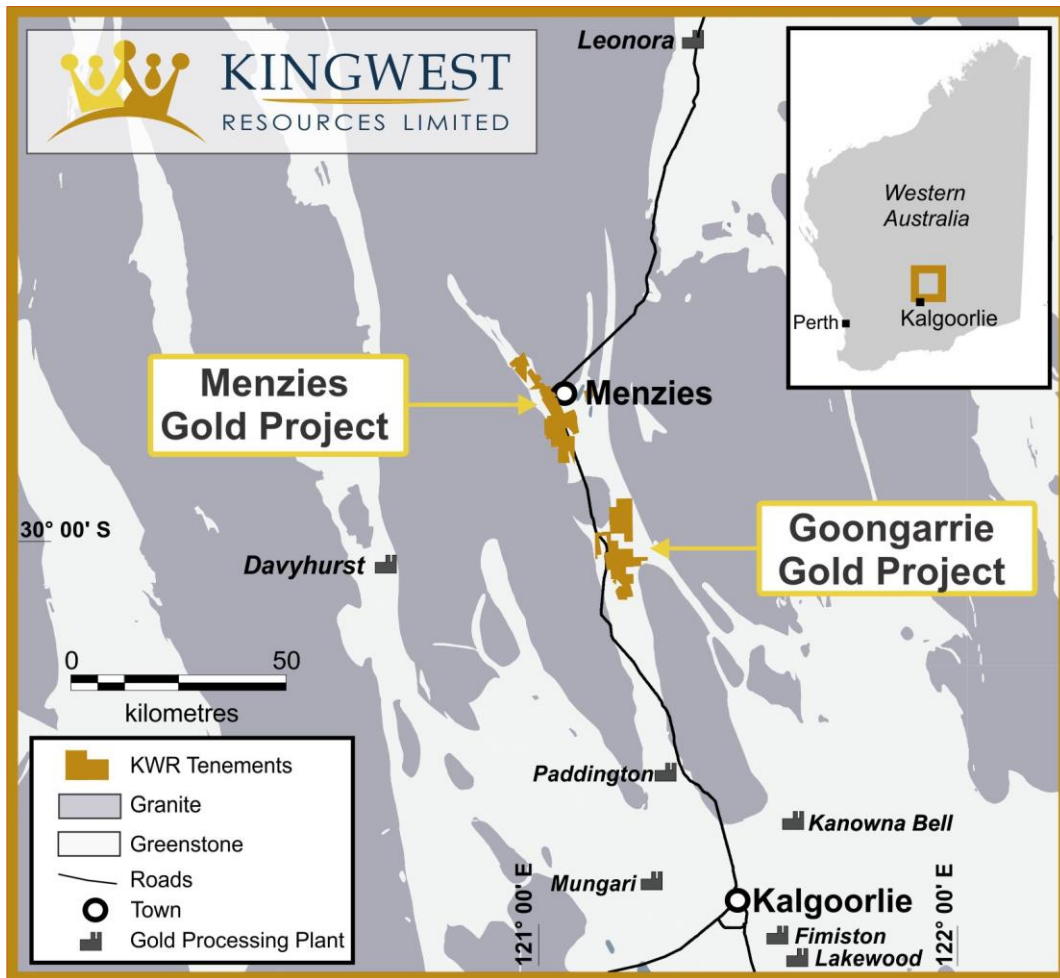 KINGWEST
RESOURCES LIMITED
Leonora
Western
Australia
Perth
Kalgoorlie
Menzies
Gold Project
Menzies
30° 00' S
Davyhurst
Goongarrie
Gold Project
0 50
kilometres
KWR Tenements
Granite
Greenstone
Roads
Town
Gold Processing Plant
Paddington
Kanowna Bell
Mungari
Kalgoorlie
Fimiston
Lakewood
121° 00' E
122° 00' E